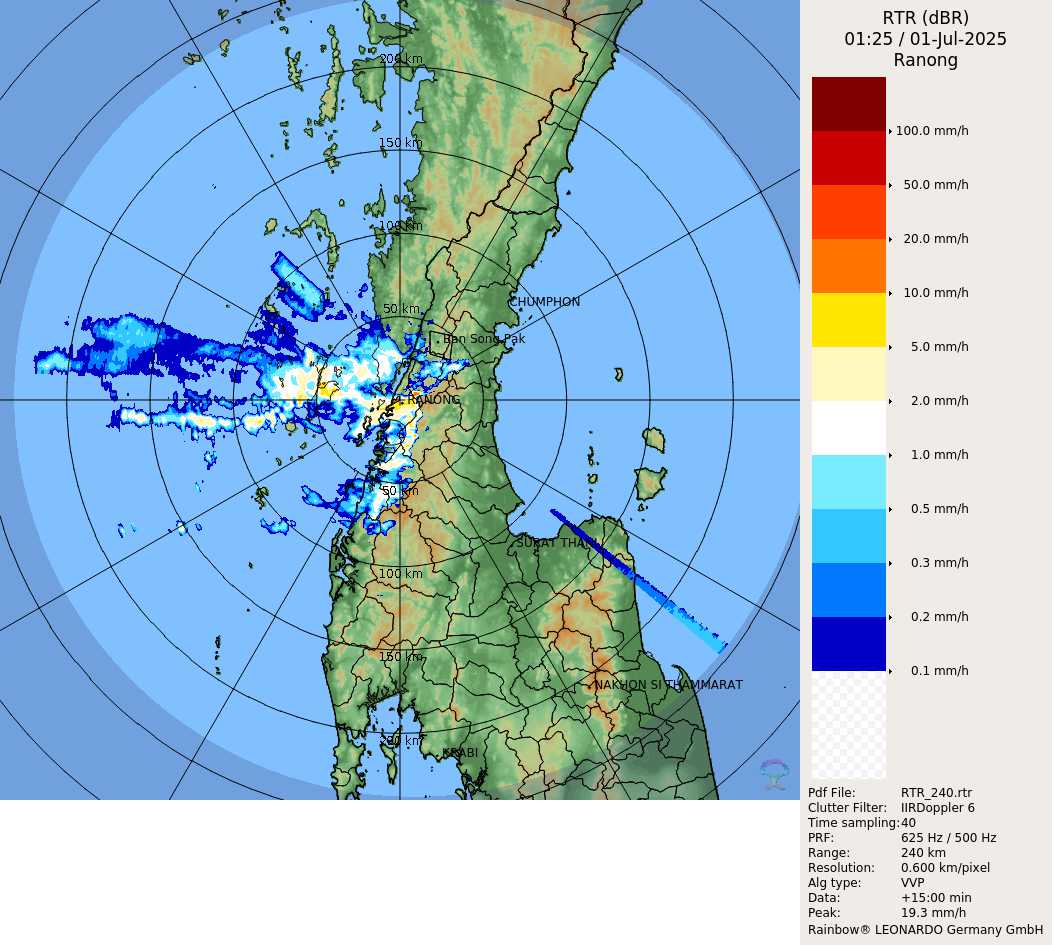 RTR (dBR)
01:25 / 01-Jul-2025
Ranong
200 km
150 km
100 km
50 km
CHUMPHON
Ban Song Pak
RANONG
50 km
SURAT THANI
100 km
150 km
NAKHON SI THAMMARAT
200 km
KRABI
100.0 mm/h
50.0 mm/h
20.0 mm/h
10.0 mm/h
5.0 mm/h
2.0 mm/h
1.0 mm/h
0.5 mm/h
0.3 mm/h
0.2 mm/h
0.1 mm/h
Pdf File: RTR_240.rtr
Clutter Filter: IIRDoppler 6
Time sampling:40
PRF: 625 Hz / 500 Hz
Range: 240 km
Resolution: 0.600 km/pixel
Alg type: VVP
Data: +15:00 min
Peak: 19.3 mm/h
Rainbow® LEONARDO Germany GmbH